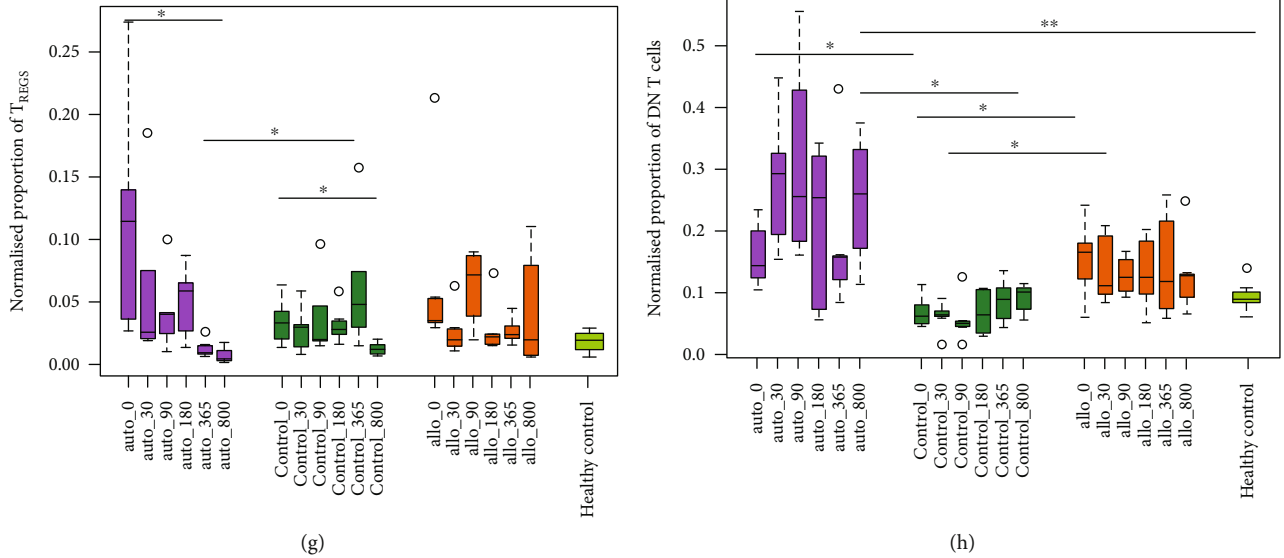 Normalised proportion of T_REGS
0.25
0.20
0.15
0.10
0.05
0.00
*
*
*
auto_0
auto_30
auto_90
auto_180
auto_365
auto_800
Control_0
Control_30
Control_90
Control_180
Control_365
Control_800
allo_0
allo_30
allo_90
allo_180
allo_365
allo_800
Healthy control
(g)
Normalised proportion of DN T cells
0.5
0.4
0.3
0.2
0.1
0.0
**
*
*
*
*
auto_0
auto_30
auto_90
auto_180
auto_365
auto_800
Control_0
Control_30
Control_90
Control_180
Control_365
Control_800
allo_0
allo_30
allo_90
allo_180
allo_365
allo_800
Healthy control
(h)